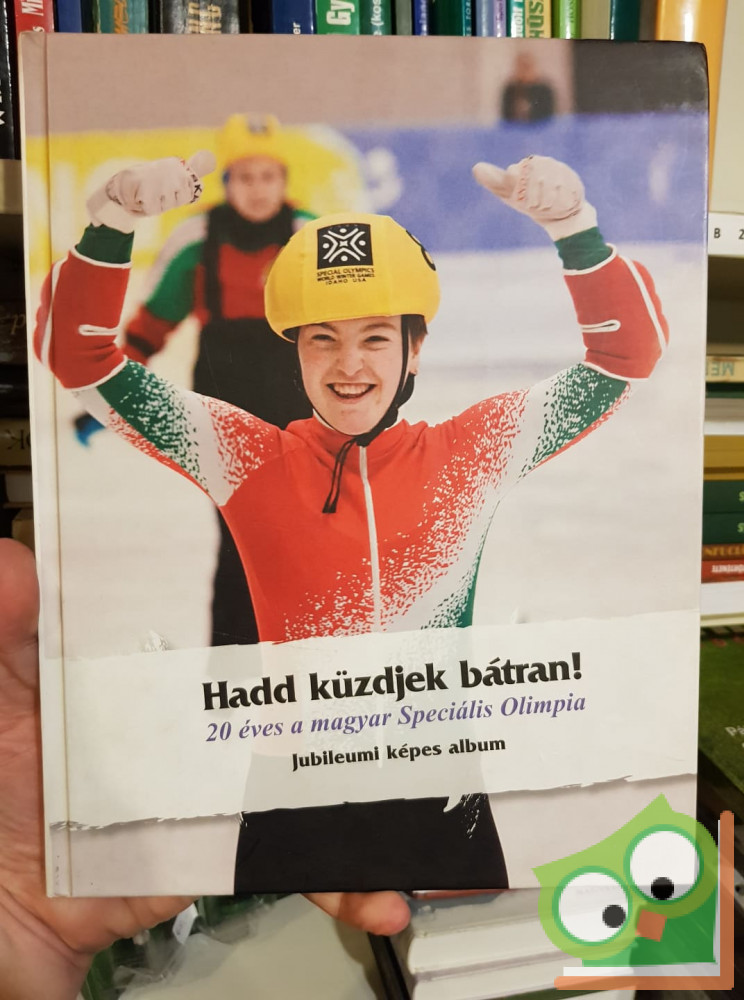 SPECIAL OLYMPICS
WORLD WINTER GAMES
IDAHO USA
Hadd küzdjek bátran!
20 éves a magyar Speciális Olimpia
Jubileumi képes album